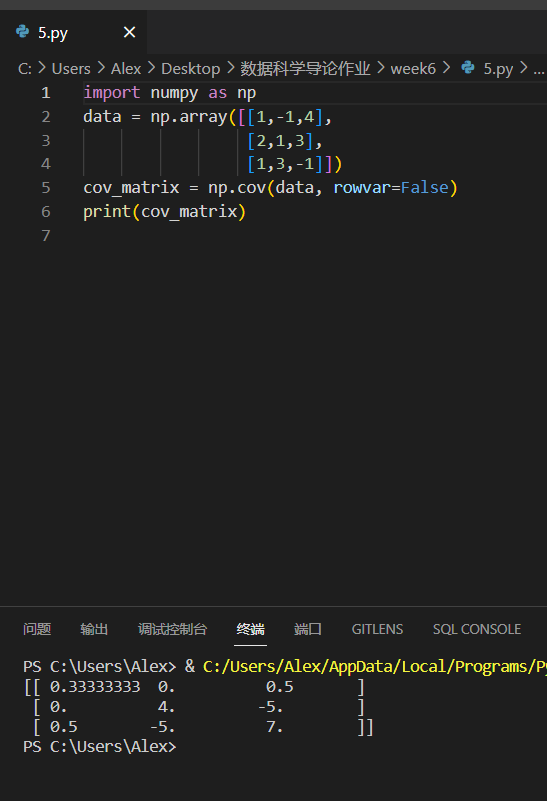 5.py
C: > Users > Alex > Desktop > 数据科学导论作业 > week6 > 5.py > ...
1 import numpy as np
2 data = np.array([[1,-1,4],
3 [2,1,3],
4 [1,3,-1]])
5 cov_matrix = np.cov(data, rowvar=False)
6 print(cov_matrix)
7
问题 输出 调试控制台 终端 端口 GITLENS SQL CONSOLE
PS C:\Users\Alex> & C:/Users/Alex/AppData/Local/Programs/Py
[[ 0.33333333 0. 0.5 ]
[ 0. 4. -5. ]
[ 0.5 -5. 7. ]]
PS C:\Users\Alex>